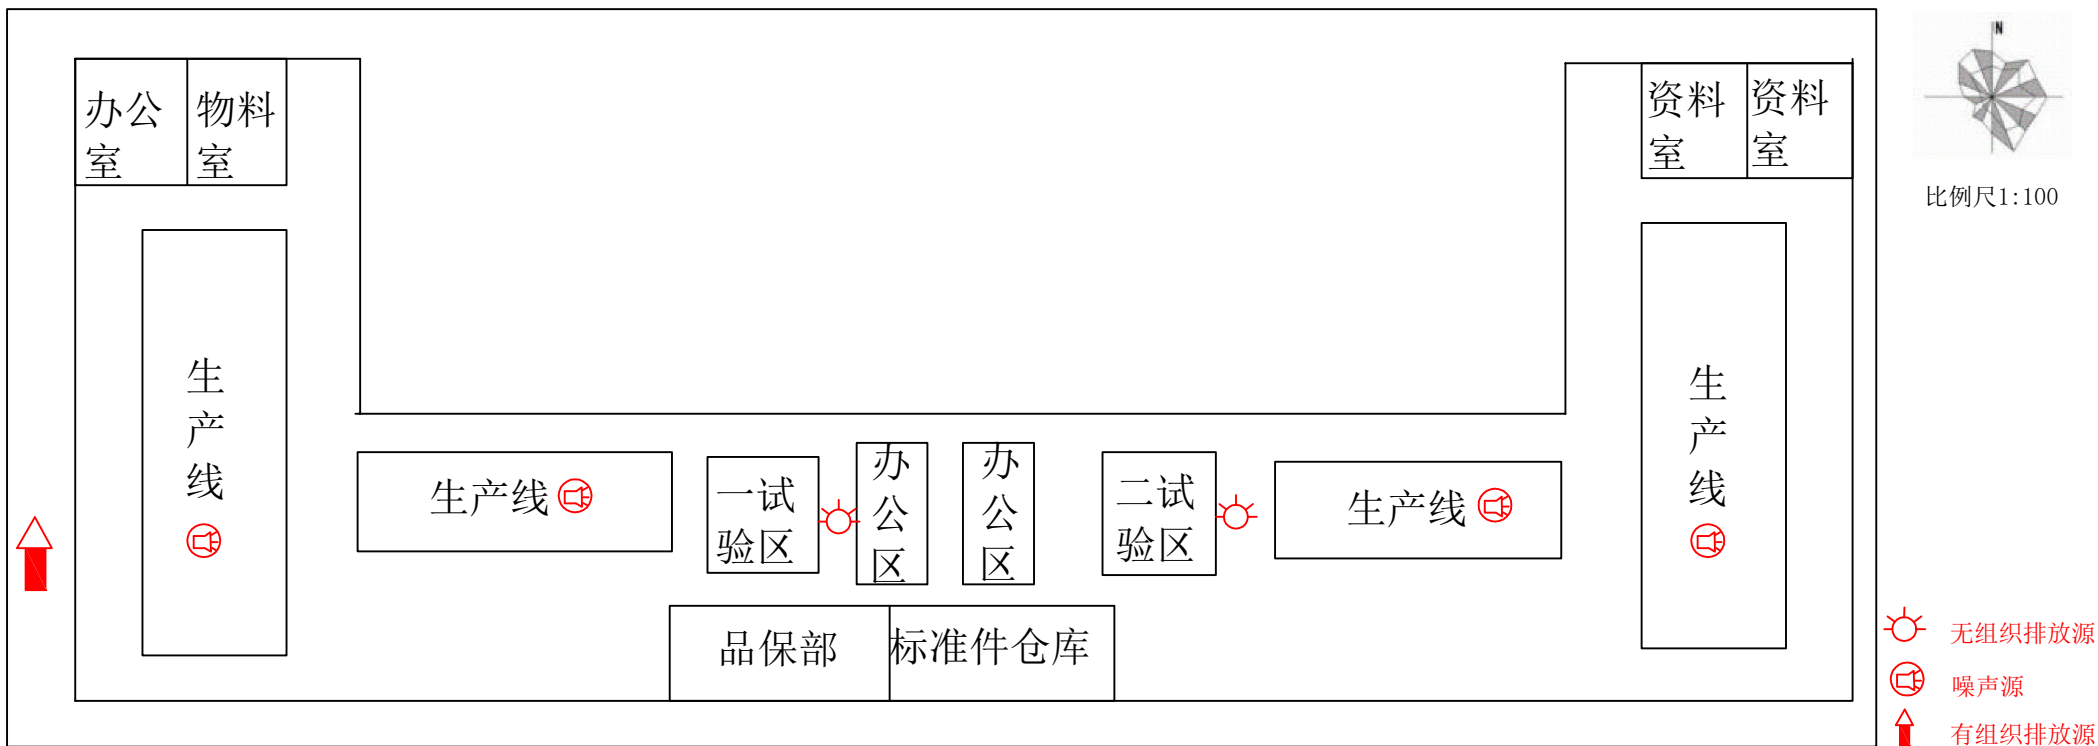 N
比例尺1:100
办公
室
物料
室
资料
室
资料
室
生
产
线
生产线
一试
验区
办
公
区
办
公
区
二试
验区
生产线
生
产
线
品保部
标准件仓库
无组织排放源
噪声源
有组织排放源